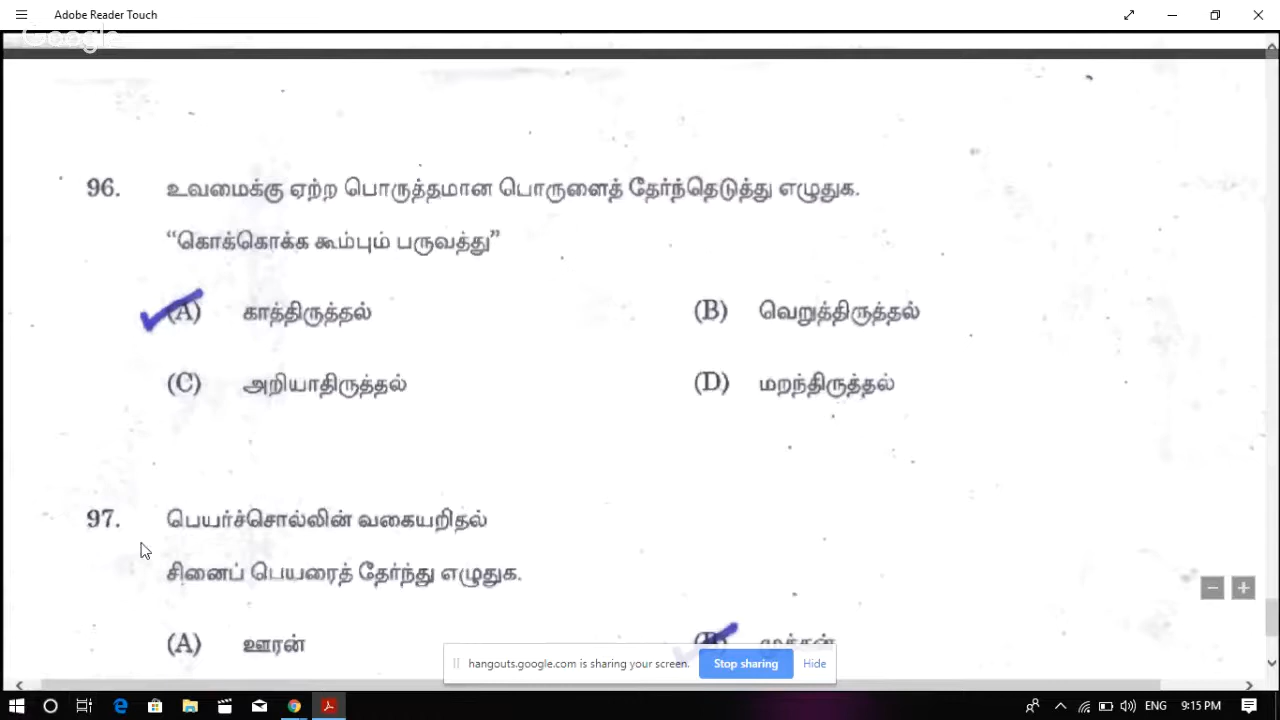 Adobe Reader Touch
Google
96. உவமைக்கு ஏற்ற பொருத்தமான பொருளைத் தேர்ந்தெடுத்து எழுதுக.
“கொக்கொக்க கூம்பும் பருவத்து”
(A) காத்திருத்தல் (B) வெறுத்திருத்தல்
(C) அறியாதிருத்தல் (D) மறந்திருத்தல்
97. பெயர்ச்சொல்லின் வகையறிதல்
சினைப் பெயரைத் தேர்ந்து எழுதுக.
(A) ஊரன் (B)
hangouts.google.com is sharing your screen. Stop sharing Hide
ENG 9:15 PM